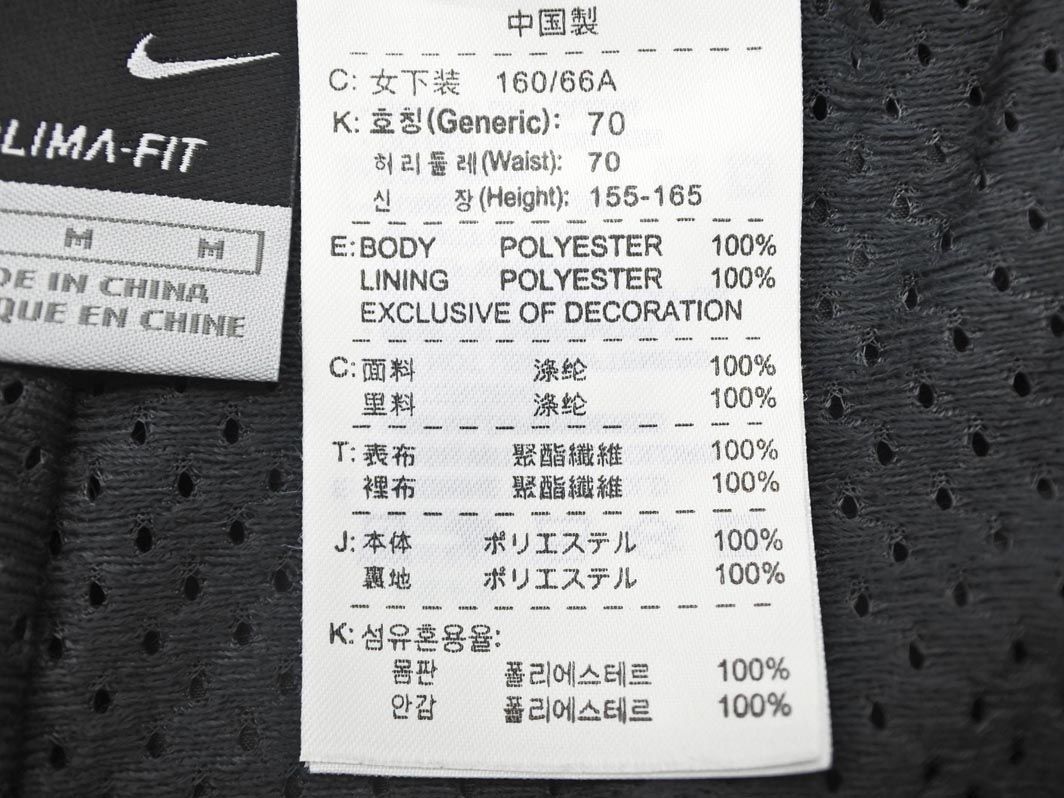 LIMA-FIT
M M
DE IN CHINA
QUE EN CHINE
中国製
C: 女下装 160/66A
K: 호칭(Generic): 70
허리둘레(Waist): 70
신 장(Height): 155-165
E: BODY POLYESTER 100%
LINING POLYESTER 100%
EXCLUSIVE OF DECORATION
C: 面料 涤纶 100%
里料 涤纶 100%
T: 表布 聚酯纖維 100%
裡布 聚酯纖維 100%
J: 本体 ポリエステル 100%
裏地 ポリエステル 100%
K: 섬유혼용율:
몸판 폴리에스테르 100%
안감 폴리에스테르 100%